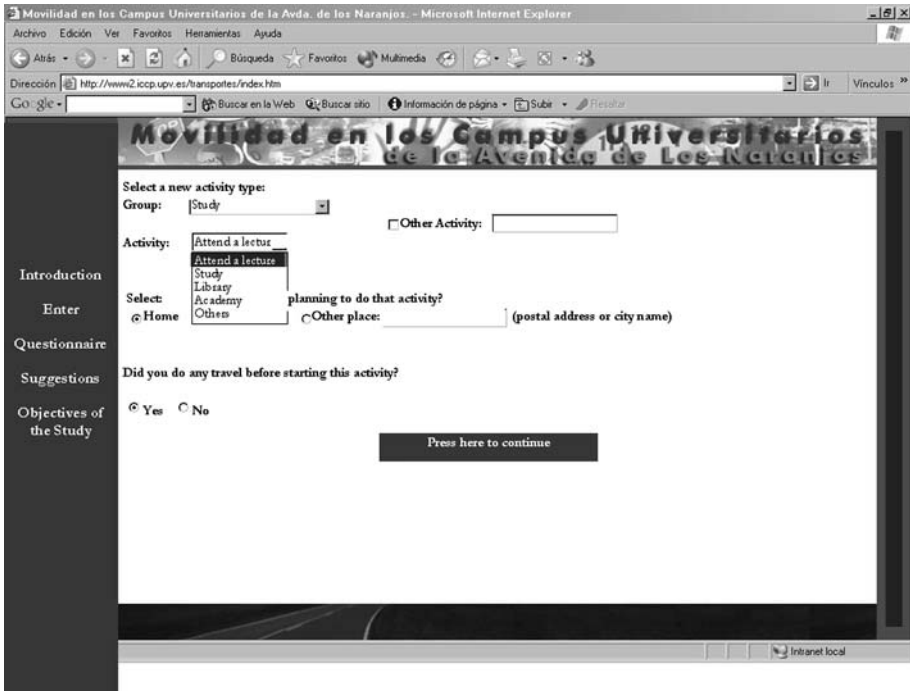 Movilidad en los Campus Universitarios de la Avda. de los Naranjos. - Microsoft Internet Explorer
Archivo Edición Ver Favoritos Herramientas Ayuda
Atrás Búsqueda Favoritos Multimedia
Dirección http://www2.iccp.upv.es/transportes/index.htm Ir Vínculos »
Google Buscar en la Web Buscar sitio Información de página Subir Resaltar
Movilidad en los Campus Universitarios
de la Avenida de Los Naranjos
Select a new activity type:
Group: Study
Other Activity:
Activity: Attend a lectur
Attend a lecture
Study
Library
Academy
Others
Select: planning to do that activity?
Home Other place: (postal address or city name)
Did you do any travel before starting this activity?
Yes No
Press here to continue
Introduction
Enter
Questionnaire
Suggestions
Objectives of
the Study
Intranet local